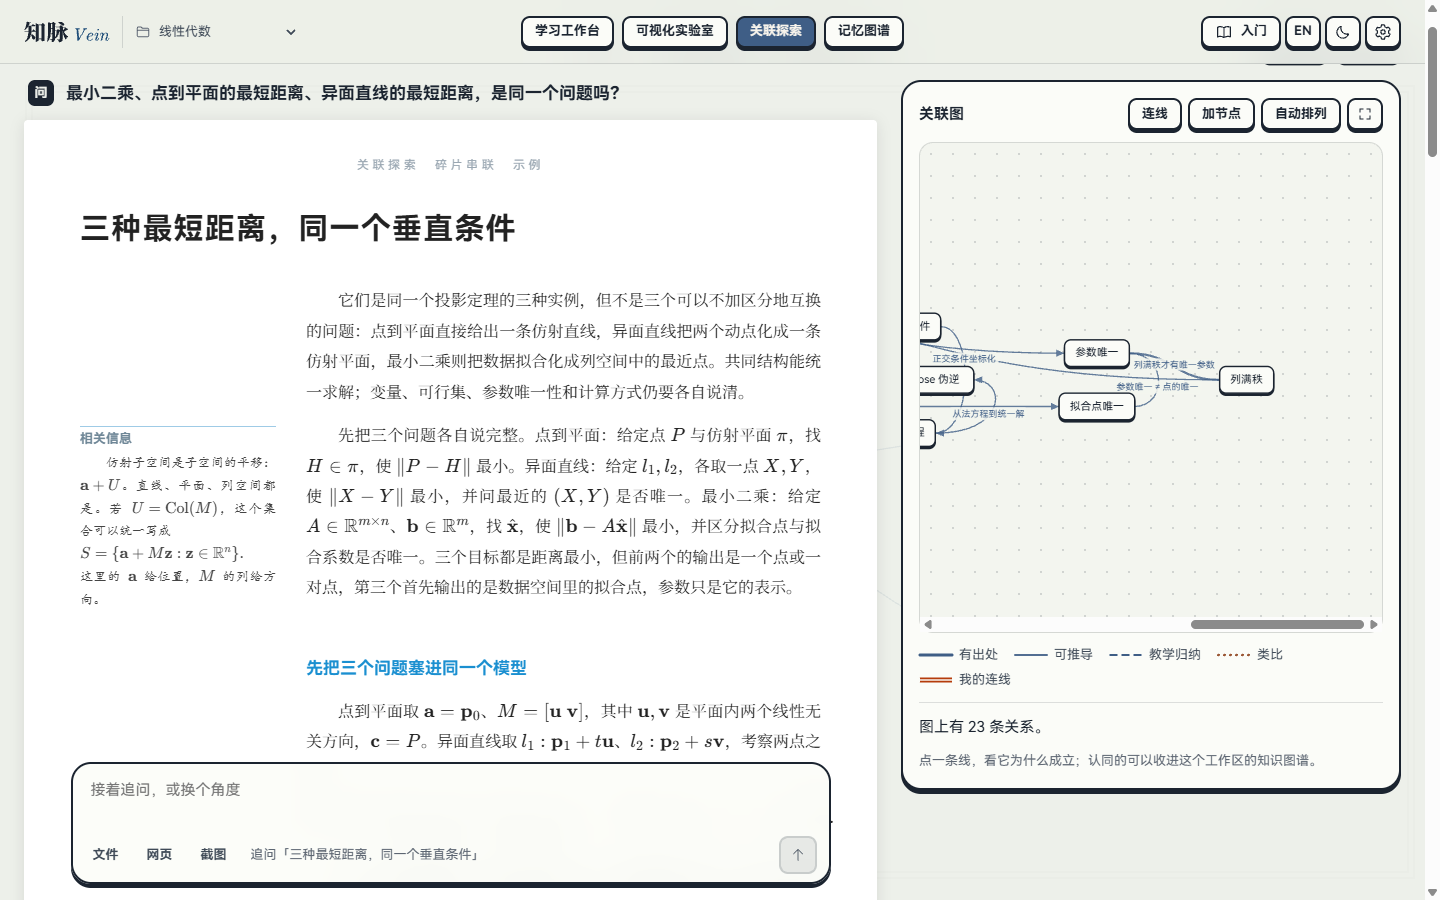 知脉 Vein
线性代数
学习工作台
可视化实验室
关联探索
记忆图谱
入门
EN
问 最小二乘、点到平面的最短距离、异面直线的最短距离，是同一个问题吗？
关联探索 碎片串联 示例
三种最短距离，同一个垂直条件
它们是同一个投影定理的三种实例，但不是三个可以不加区分地互换
的问题：点到平面直接给出一条仿射直线，异面直线把两个动点化成一条
仿射平面，最小二乘则把数据拟合化成列空间中的最近点。共同结构能统
一求解；变量、可行集、参数唯一性和计算方式仍要各自说清。
相关信息
仿射子空间是子空间的平移：
a + U。直线、平面、列空间都
是。若 U = Col(M)，这个集
合可以统一写成
S = {a + Mz : z ∈ ℝⁿ}.
这里的 a 给位置，M 的列给方
向。
先把三个问题各自说完整。点到平面：给定点 P 与仿射平面 π，找
H ∈ π，使 ‖P − H‖ 最小。异面直线：给定 l₁, l₂，各取一点 X, Y，
使 ‖X − Y‖ 最小，并问最近的 (X, Y) 是否唯一。最小二乘：给定
A ∈ ℝᵐˣⁿ、b ∈ ℝᵐ，找 x̂，使 ‖b − Ax̂‖ 最小，并区分拟合点与拟
合系数是否唯一。三个目标都是距离最小，但前两个的输出是一个点或一
对点，第三个首先输出的是数据空间里的拟合点，参数只是它的表示。
先把三个问题塞进同一个模型
点到平面取 a = p₀、M = [u v]，其中 u, v 是平面内两个线性无
关方向，c = P。异面直线取 l₁ : p₁ + tu、l₂ : p₂ + sv，考察两点之
接着追问，或换个角度
文件
网页
截图
追问「三种最短距离，同一个垂直条件」
关联图
连线
加节点
自动排列
件
正交条件坐标化
参数唯一
列满秩才有唯一参数
ose 伪逆
参数唯一 ≠ 点的唯一
列满秩
拟合点唯一
从法方程到统一解
程
有出处
可推导
教学归纳
类比
我的连线
图上有 23 条关系。
点一条线，看它为什么成立；认同的可以收进这个工作区的知识图谱。